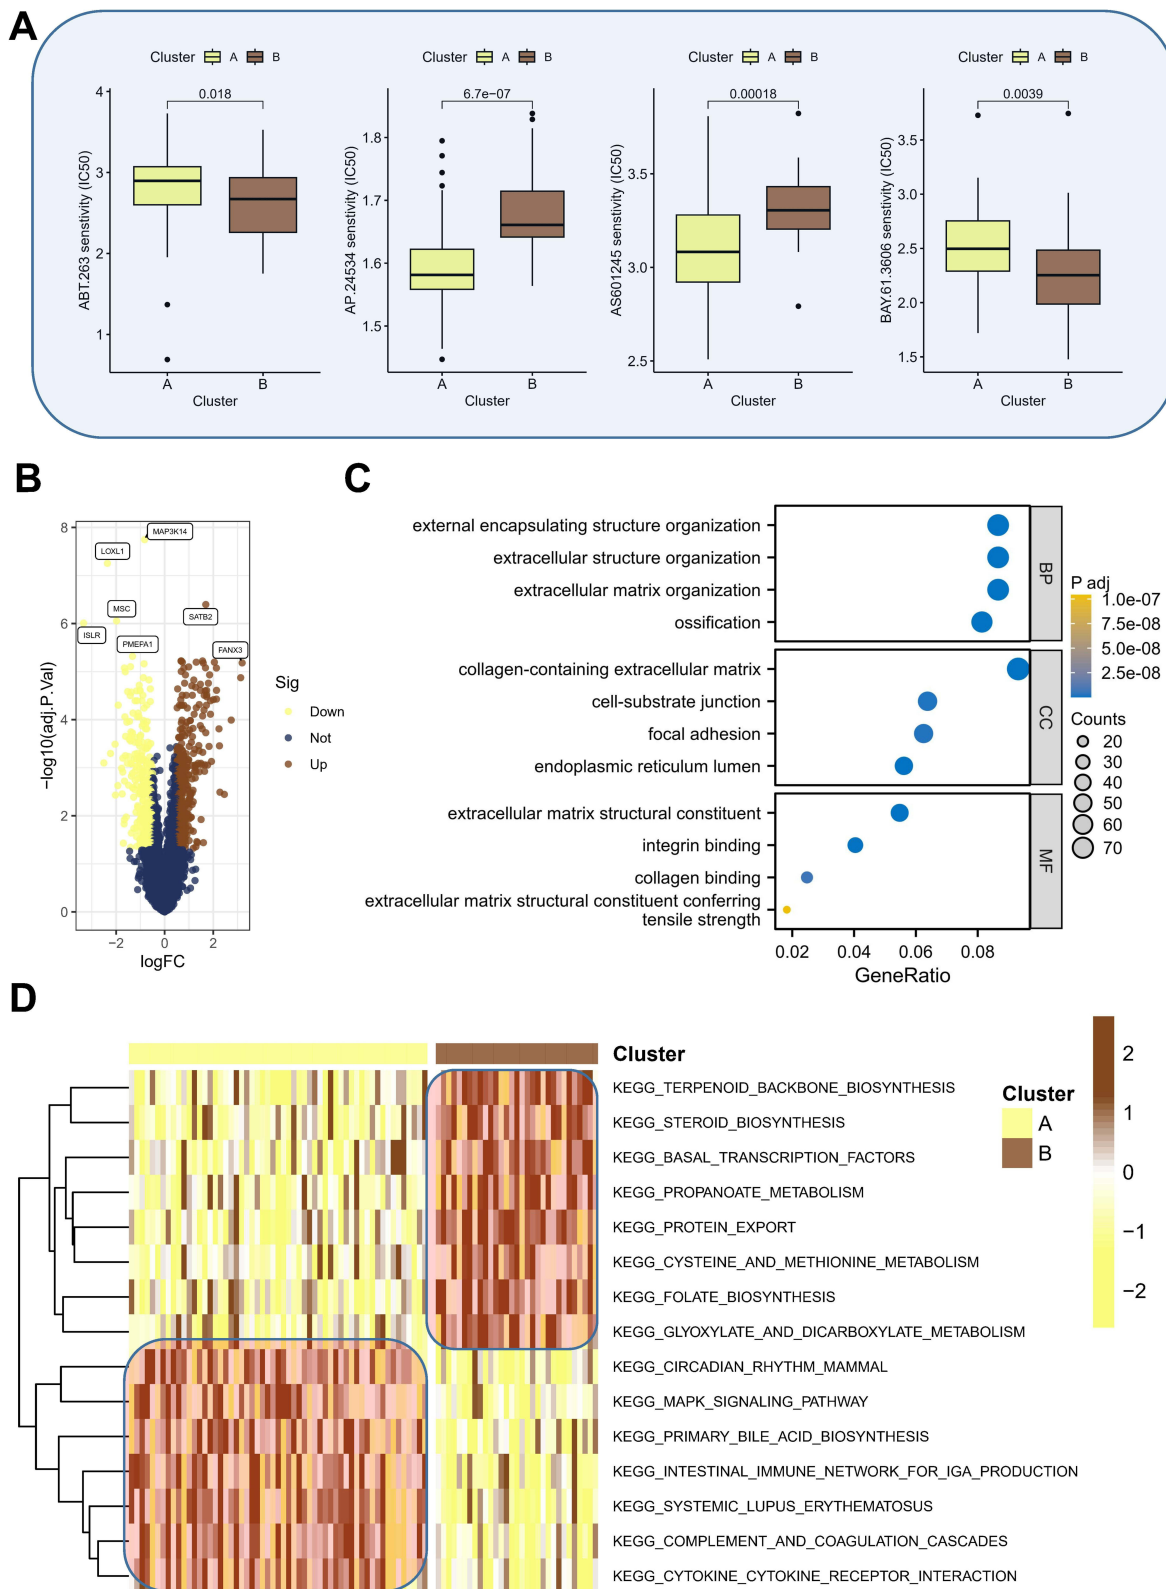 A
Cluster A B
0.018
ABT.263 senstivity (IC50)
4
3
2
1
A B
Cluster
Cluster A B
6.7e−07
AP.24534 senstivity (IC50)
1.8
1.7
1.6
1.5
A B
Cluster
Cluster A B
0.00018
AS601245 senstivity (IC50)
3.5
3.0
2.5
A B
Cluster
Cluster A B
0.0039
BAY.61.3606 senstivity (IC50)
3.5
3.0
2.5
2.0
1.5
A B
Cluster
B
−log10(adj.P.Val)
8
6
4
2
0
MAP3K14
LOXL1
MSC
SATB2
ISLR
PMEFA1
FANX3
−2 0 2
logFC
Sig
Down
Not
Up
C
external encapsulating structure organization
extracellular structure organization
extracellular matrix organization
ossification
BP
collagen-containing extracellular matrix
cell-substrate junction
focal adhesion
endoplasmic reticulum lumen
CC
extracellular matrix structural constituent
integrin binding
collagen binding
extracellular matrix structural constituent conferring
tensile strength
MF
0.02 0.04 0.06 0.08
GeneRatio
P adj
1.0e-07
7.5e-08
5.0e-08
2.5e-08
Counts
20
30
40
50
60
70
D
Cluster
KEGG_TERPENOID_BACKBONE_BIOSYNTHESIS
KEGG_STEROID_BIOSYNTHESIS
KEGG_BASAL_TRANSCRIPTION_FACTORS
KEGG_PROPANOATE_METABOLISM
KEGG_PROTEIN_EXPORT
KEGG_CYSTEINE_AND_METHIONINE_METABOLISM
KEGG_FOLATE_BIOSYNTHESIS
KEGG_GLYOXYLATE_AND_DICARBOXYLATE_METABOLISM
KEGG_CIRCADIAN_RHYTHM_MAMMAL
KEGG_MAPK_SIGNALING_PATHWAY
KEGG_PRIMARY_BILE_ACID_BIOSYNTHESIS
KEGG_INTESTINAL_IMMUNE_NETWORK_FOR_IGA_PRODUCTION
KEGG_SYSTEMIC_LUPUS_ERYTHEMATOSUS
KEGG_COMPLEMENT_AND_COAGULATION_CASCADES
KEGG_CYTOKINE_CYTOKINE_RECEPTOR_INTERACTION
Cluster
A
B
2
1
0
−1
−2